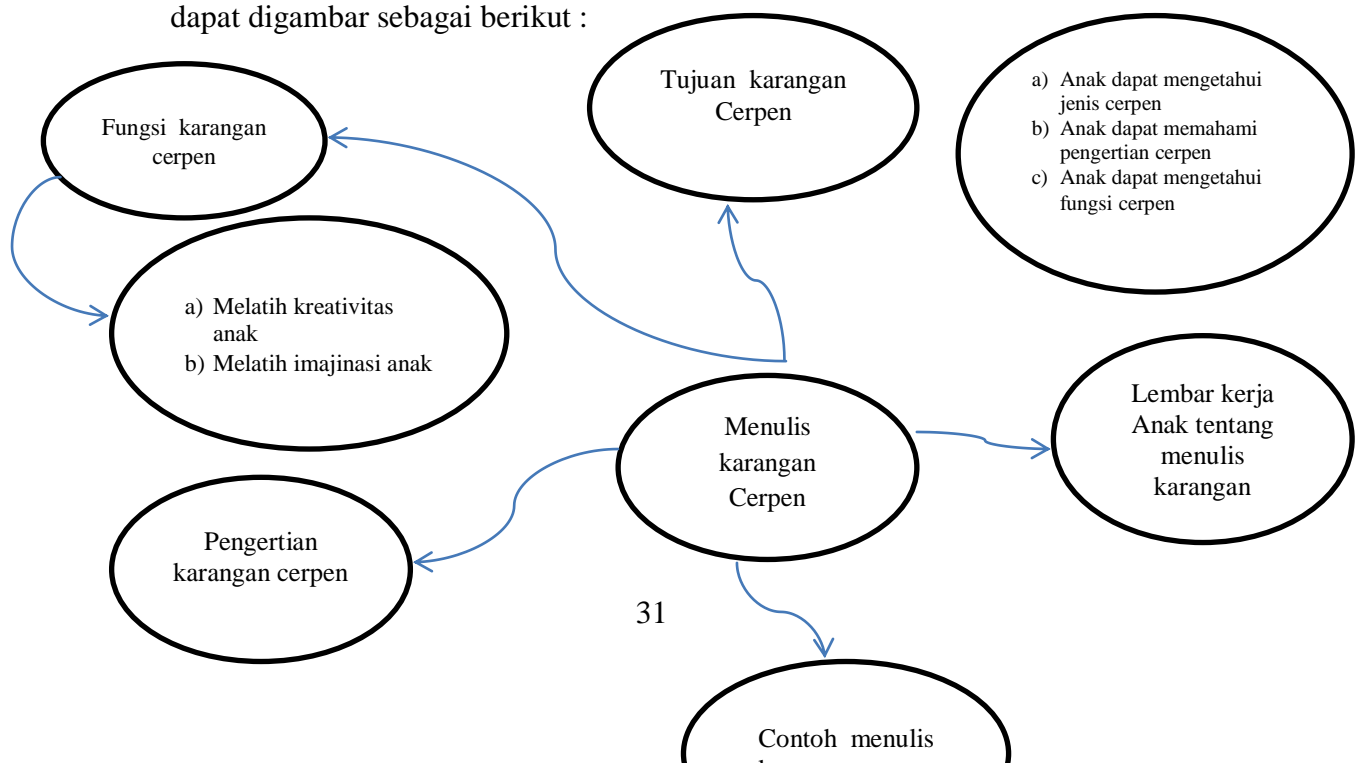 dapat digambar sebagai berikut :
Tujuan karangan
Cerpen
a) Anak dapat mengetahui
jenis cerpen
b) Anak dapat memahami
pengertian cerpen
c) Anak dapat mengetahui
fungsi cerpen
Fungsi karangan
cerpen
a) Melatih kreativitas
anak
b) Melatih imajinasi anak
Menulis
karangan
Cerpen
Lembar kerja
Anak tentang
menulis
karangan
Pengertian
karangan cerpen
31
Contoh menulis